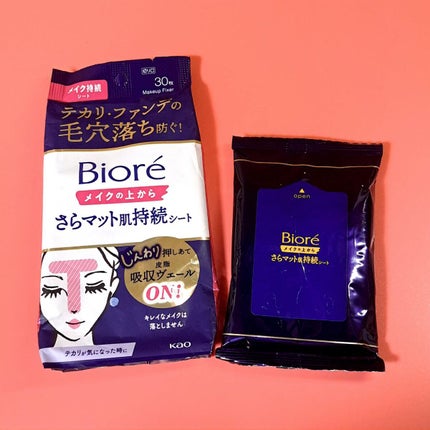 メイク持続
シート
30枚
Makeup Fixer
テカリ・ファンデの
毛穴落ち防ぐ!
Bioré
メイクの上から
さらマット肌持続シート
じんわり押しあて
皮脂
吸収ヴェール
ON
キレイなメイクは
落としません
テカリが気になった時に
Kao
open
Bioré
メイクの上から
さらマット肌持続シート